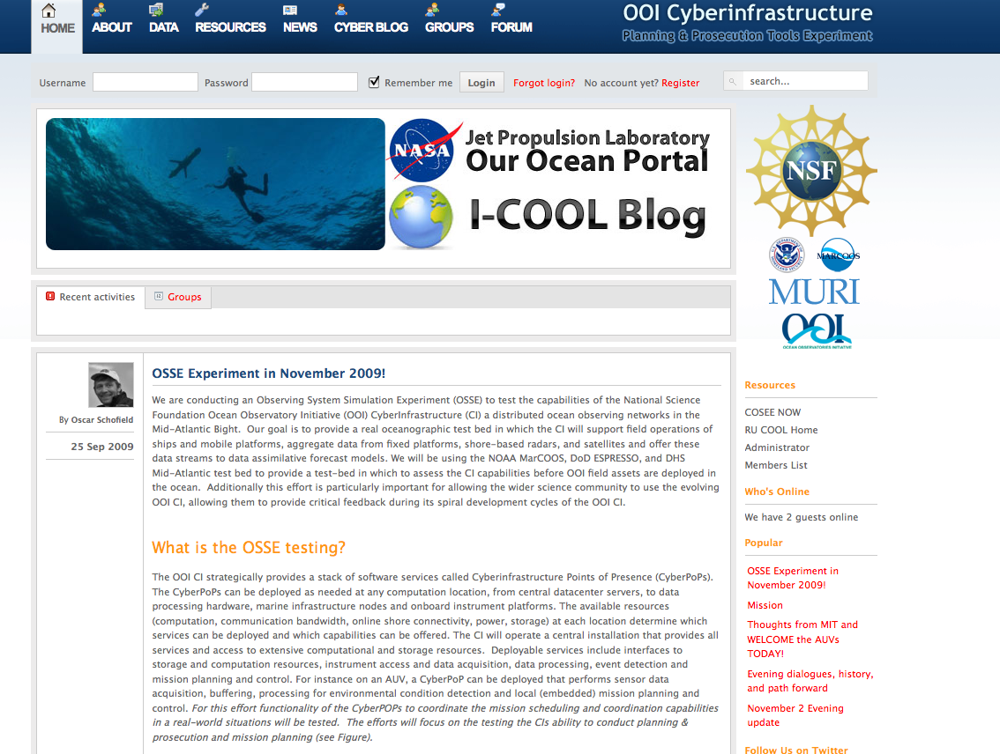 HOME ABOUT DATA RESOURCES NEWS CYBER BLOG GROUPS FORUM
OOI Cyberinfrastructure
Planning & Prosecution Tools Experiment
Username Password Remember me Login Forgot login? No account yet? Register search...
NASA
Jet Propulsion Laboratory
Our Ocean Portal
I-COOL Blog
NSF
MARCOOS
MURI
OOI
OCEAN OBSERVATORIES INITIATIVE
Recent activities Groups
By Oscar Schofield
25 Sep 2009
OSSE Experiment in November 2009!
We are conducting an Observing System Simulation Experiment (OSSE) to test the capabilities of the National Science
Foundation Ocean Observatory Initiative (OOI) CyberInfrastructure (CI) a distributed ocean observing networks in the
Mid-Atlantic Bight.  Our goal is to provide a real oceanographic test bed in which the CI will support field operations of
ships and mobile platforms, aggregate data from fixed platforms, shore-based radars, and satellites and offer these
data streams to data assimilative forecast models. We will be using the NOAA MarCOOS, DoD ESPRESSO, and DHS
Mid-Atlantic test bed to provide a test-bed in which to assess the CI capabilities before OOI field assets are deployed in
the ocean.  Additionally this effort is particularly important for allowing the wider science community to use the evolving
OOI CI, allowing them to provide critical feedback during its spiral development cycles of the OOI CI.
What is the OSSE testing?
The OOI CI strategically provides a stack of software services called Cyberinfrastructure Points of Presence (CyberPoPs).
The CyberPoPs can be deployed as needed at any computation location, from central datacenter servers, to data
processing hardware, marine infrastructure nodes and onboard instrument platforms. The available resources
(computation, communication bandwidth, online shore connectivity, power, storage) at each location determine which
services can be deployed and which capabilities can be offered. The CI will operate a central installation that provides all
services and access to extensive computational and storage resources.  Deployable services include interfaces to
storage and computation resources, instrument access and data acquisition, data processing, event detection and
mission planning and control. For instance on an AUV, a CyberPoP can be deployed that performs sensor data
acquisition, buffering, processing for environmental condition detection and local (embedded) mission planning and
control. For this effort functionality of the CyberPOPs to coordinate the mission scheduling and coordination capabilities
in a real-world situations will be tested.  The efforts will focus on the testing the CIs ability to conduct planning &
prosecution and mission planning (see Figure).
Resources
COSEE NOW
RU COOL Home
Administrator
Members List
Who's Online
We have 2 guests online
Popular
OSSE Experiment in
November 2009!
Mission
Thoughts from MIT and
WELCOME the AUVs
TODAY!
Evening dialogues, history,
and path forward
November 2 Evening
update
Follow Us on Twitter